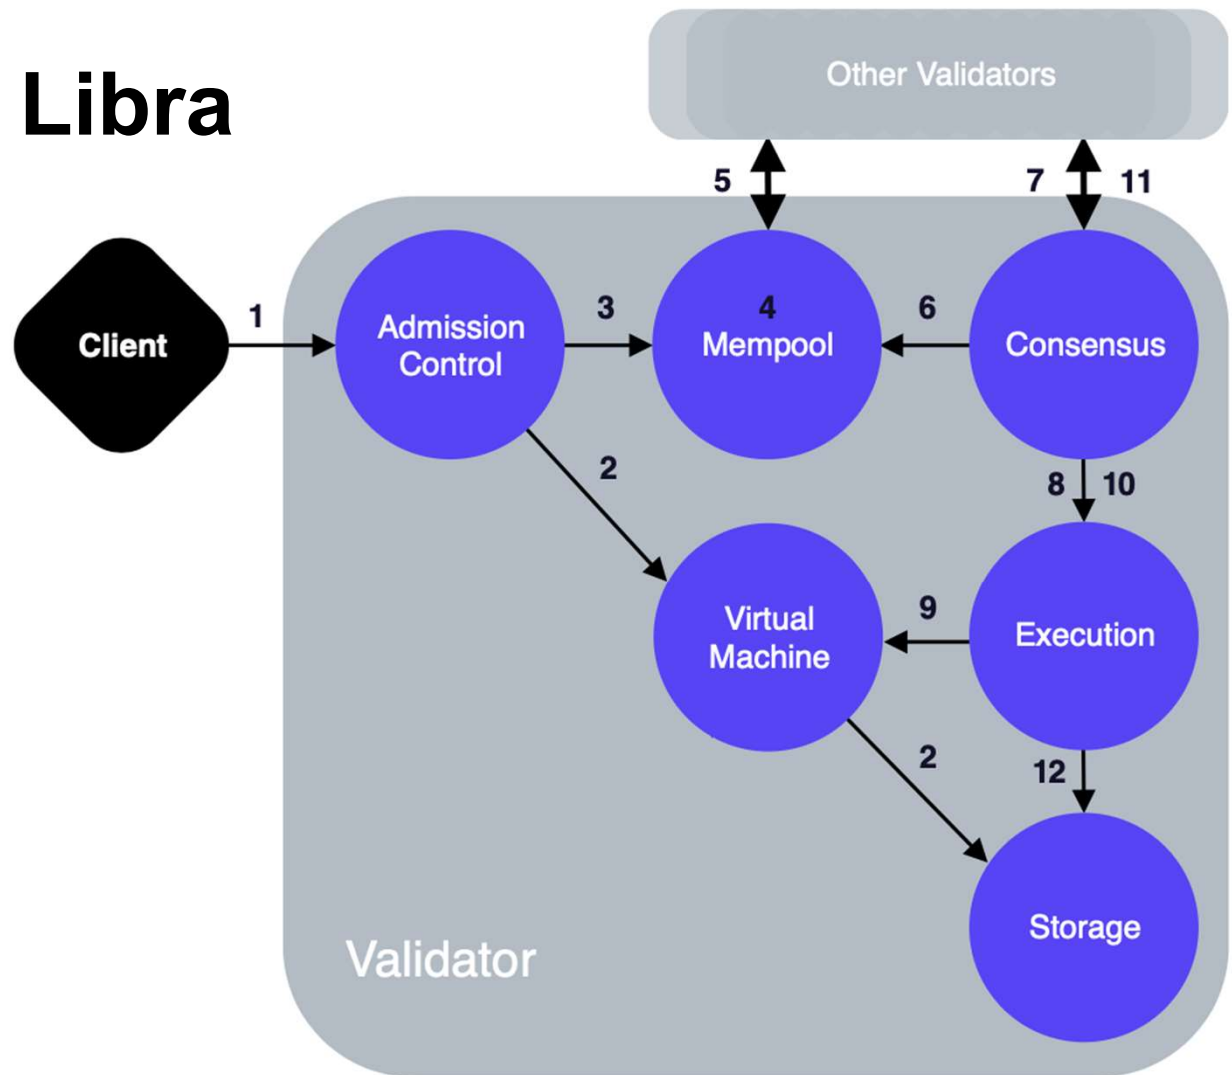 Other Validators
Libra
5
7
11
1
3
4
6
Client
Admission
Control
Mempool
Consensus
2
8
10
9
Virtual
Machine
Execution
2
12
Storage
Validator